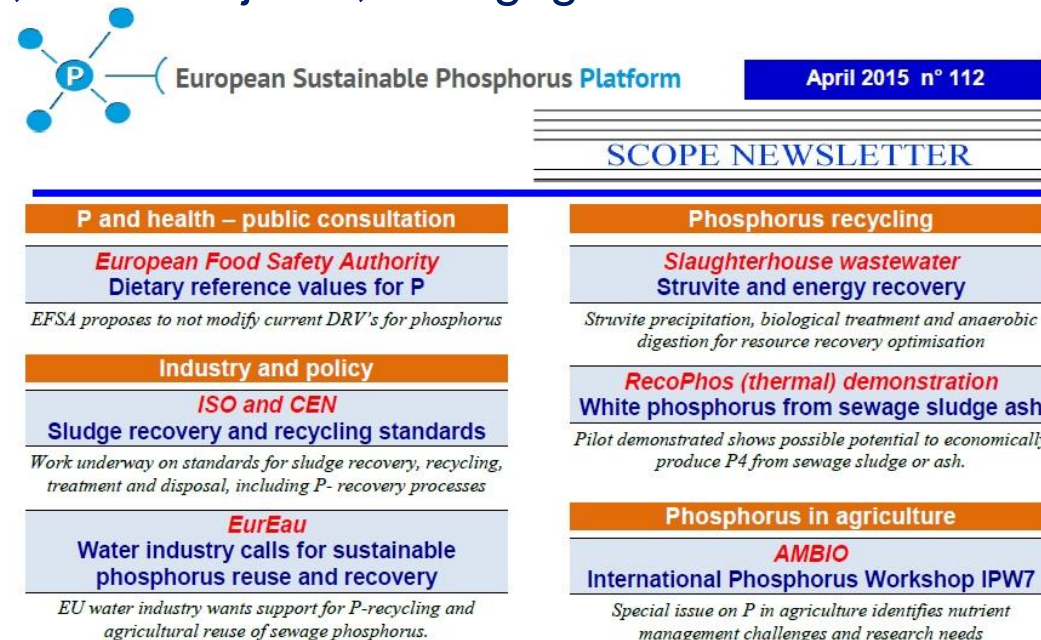 P
European Sustainable Phosphorus Platform
April 2015 n° 112
SCOPE NEWSLETTER
P and health – public consultation
European Food Safety Authority
Dietary reference values for P
EFSA proposes to not modify current DRV's for phosphorus
Industry and policy
ISO and CEN
Sludge recovery and recycling standards
Work underway on standards for sludge recovery, recycling,
treatment and disposal, including P- recovery processes
EurEau
Water industry calls for sustainable
phosphorus reuse and recovery
EU water industry wants support for P-recycling and
agricultural reuse of sewage phosphorus.
Phosphorus recycling
Slaughterhouse wastewater
Struvite and energy recovery
Struvite precipitation, biological treatment and anaerobic
digestion for resource recovery optimisation
RecoPhos (thermal) demonstration
White phosphorus from sewage sludge ash
Pilot demonstrated shows possible potential to economically
produce P4 from sewage sludge or ash.
Phosphorus in agriculture
AMBIO
International Phosphorus Workshop IPW7
Special issue on P in agriculture identifies nutrient
management challenges and research needs